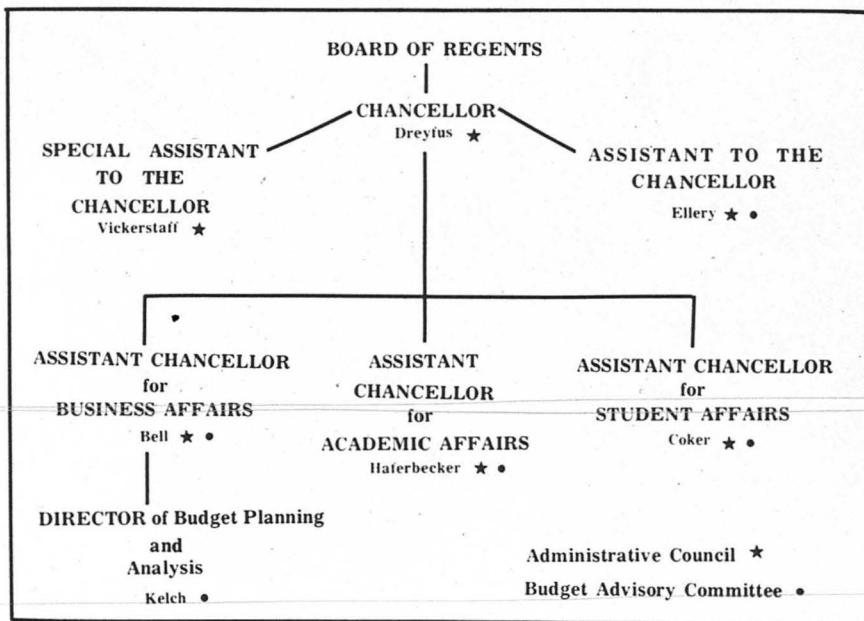 BOARD OF REGENTS
CHANCELLOR
Dreyfus ★
SPECIAL ASSISTANT
TO THE
CHANCELLOR
Vickerstaff ★
ASSISTANT TO THE
CHANCELLOR
Ellery ★ •
ASSISTANT CHANCELLOR
for
BUSINESS AFFAIRS
Bell ★ •
ASSISTANT
CHANCELLOR
for
ACADEMIC AFFAIRS
Haferbecker ★ •
ASSISTANT CHANCELLOR
for
STUDENT AFFAIRS
Coker ★ •
DIRECTOR of Budget Planning
and
Analysis
Kelch •
Administrative Council ★
Budget Advisory Committee •